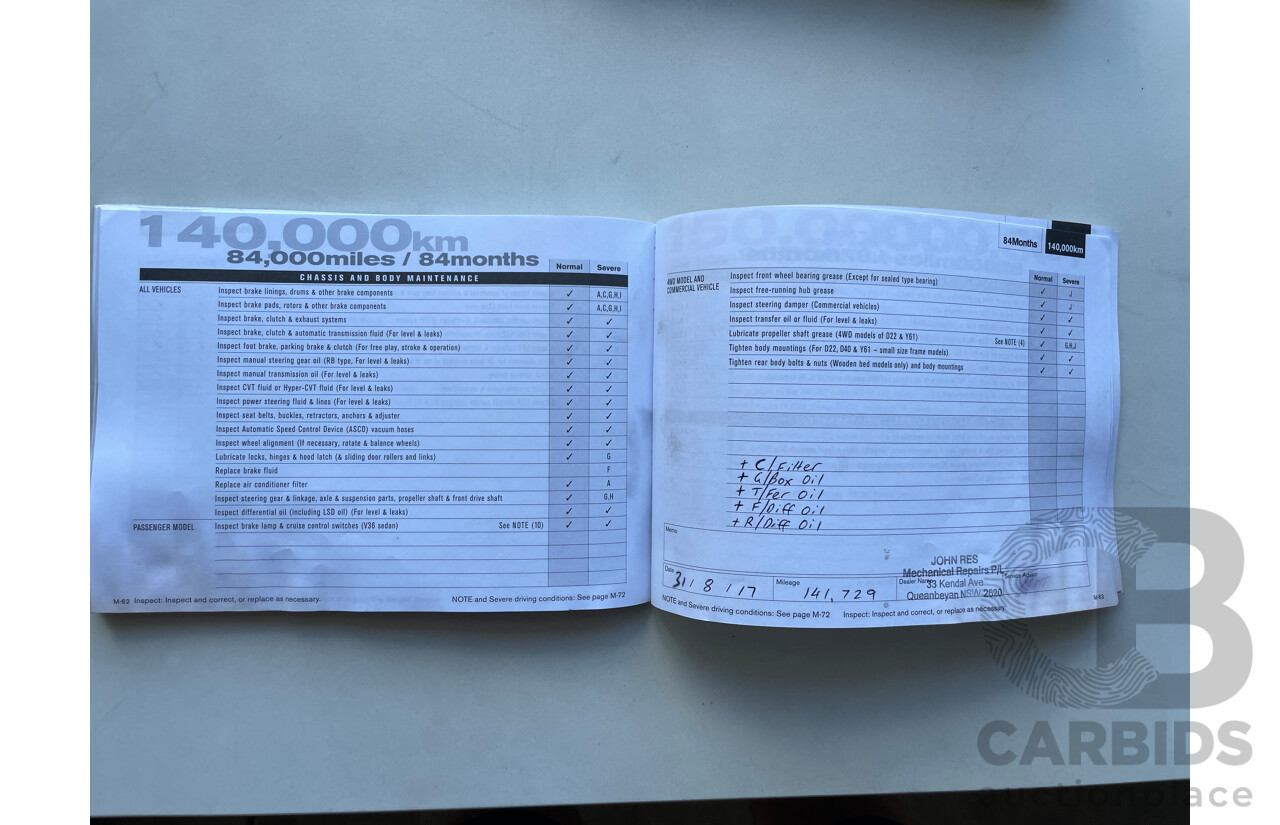 140,000km
84,000miles / 84months
Normal Severe
CHASSIS AND BODY MAINTENANCE
ALL VEHICLES
Inspect brake linings, drums & other brake components ✓ A,C,G,H,I
Inspect brake pads, rotors & other brake components ✓ A,C,G,H,I
Inspect brake, clutch & exhaust systems ✓ ✓
Inspect brake, clutch & automatic transmission fluid (For level & leaks) ✓ ✓
Inspect foot brake, parking brake & clutch (For free play, stroke & operation) ✓ ✓
Inspect manual steering gear oil (RB type, For level & leaks) ✓ ✓
Inspect manual transmission oil (For level & leaks) ✓ ✓
Inspect CVT fluid or Hyper-CVT fluid (For level & leaks) ✓ ✓
Inspect power steering fluid & lines (For level & leaks) ✓ ✓
Inspect seat belts, buckles, retractors, anchors & adjuster ✓ ✓
Inspect Automatic Speed Control Device (ASCD) vacuum hoses ✓ ✓
Inspect wheel alignment (If necessary, rotate & balance wheels) ✓ ✓
Lubricate locks, hinges & hood latch (& sliding door rollers and links) ✓ G
Replace brake fluid F
Replace air conditioner filter ✓ A
Inspect steering gear & linkage, axle & suspension parts, propeller shaft & front drive shaft ✓ G,H
Inspect differential oil (including LSD oil) (For level & leaks) ✓ ✓
PASSENGER MODEL Inspect brake lamp & cruise control switches (V36 sedan) See NOTE (10) ✓ ✓
M-62 Inspect: Inspect and correct, or replace as necessary. NOTE and Severe driving conditions: See page M-72
84Months 140,000km
Normal Severe
4WD MODEL AND
COMMERCIAL VEHICLE
Inspect front wheel bearing grease (Except for sealed type bearing) ✓ J
Inspect free-running hub grease ✓ J
Inspect steering damper (Commercial vehicles) ✓ ✓
Inspect transfer oil or fluid (For level & leaks) ✓ ✓
Lubricate propeller shaft grease (4WD models of D22 & Y61) See NOTE (4) ✓ G,H,J
Tighten body mountings (For D22, D40 & Y61 – small size frame models) ✓ ✓
Tighten rear body bolts & nuts (Wooden bed models only) and body mountings ✓ ✓
+ C/Filter
+ G/Box Oil
+ T/Fer Oil
+ F/Diff Oil
+ R/Diff Oil
Memo
JOHN RES
Mechanical Repairs P/L
33 Kendal Ave
Queanbeyan NSW 2620
Date 31/8/17 Mileage 141,729 Dealer Name
NOTE and Severe driving conditions: See page M-72 Inspect: Inspect and correct, or replace as necessary
M-63
CARBIDS
auctionplace